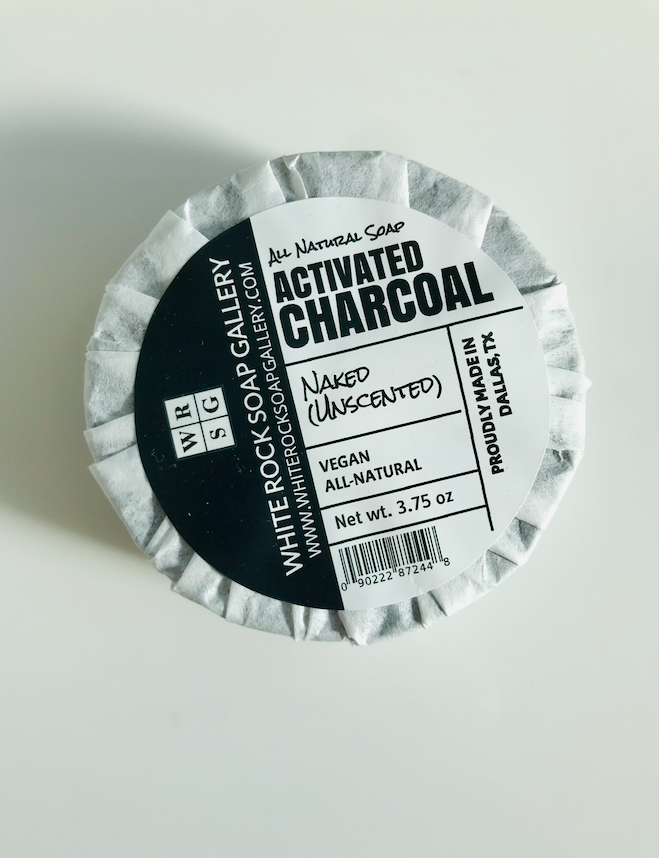 All Natural Soap
ACTIVATED
CHARCOAL
Naked
(Unscented)
VEGAN
ALL-NATURAL
Net wt. 3.75 oz
0 90222 87244 8
PROUDLY MADE IN
DALLAS, TX
WHITE ROCK SOAP GALLERY
WWW.WHITEROCKSOAPGALLERY.COM
W R
S G